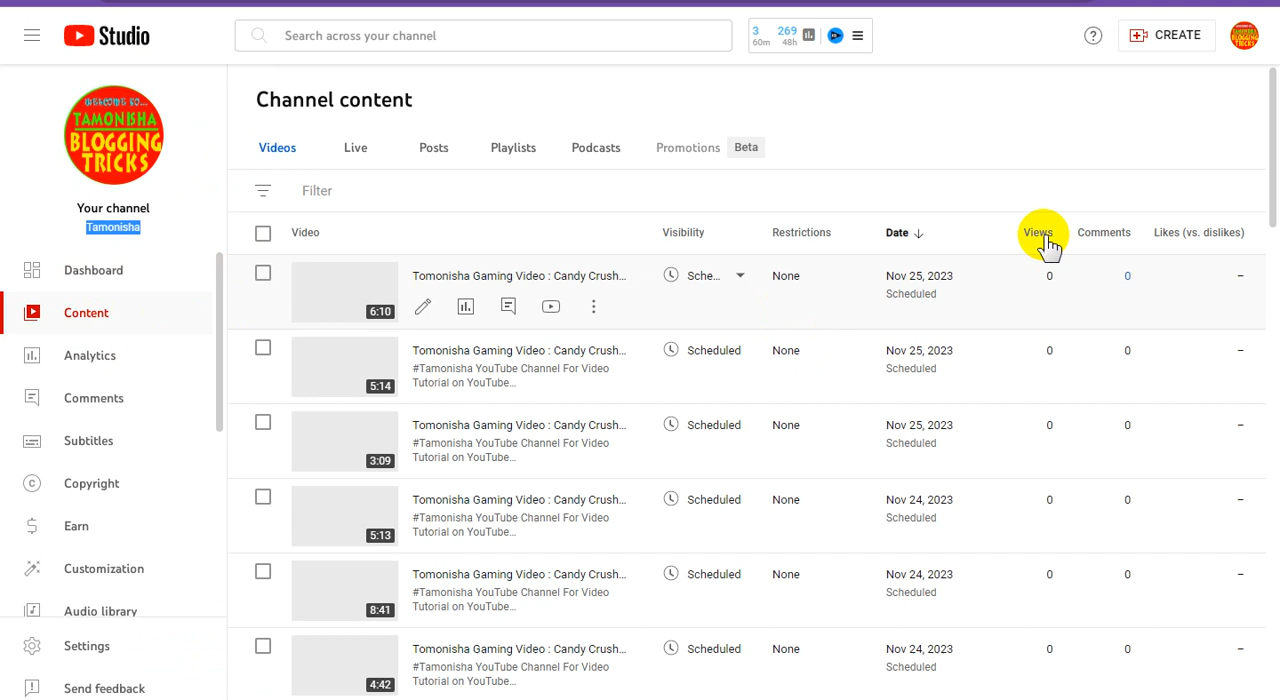 Studio
Search across your channel
3 269
60m 48h
CREATE
WELCOME TO...
TAMONISHA
BLOGGING
TRICKS
Your channel
Tamonisha
Dashboard
Content
Analytics
Comments
Subtitles
Copyright
Earn
Customization
Audio library
Settings
Send feedback
Channel content
Videos Live Posts Playlists Podcasts Promotions Beta
Filter
Video Visibility Restrictions Date Views Comments Likes (vs. dislikes)
6:10 Tomonisha Gaming Video : Candy Crush... Sche... None Nov 25, 2023 0 0 –
Scheduled
5:14 Tomonisha Gaming Video : Candy Crush... Scheduled None Nov 25, 2023 0 0 –
#Tamonisha YouTube Channel For Video Scheduled
Tutorial on YouTube...
3:09 Tomonisha Gaming Video : Candy Crush... Scheduled None Nov 25, 2023 0 0 –
#Tamonisha YouTube Channel For Video Scheduled
Tutorial on YouTube...
5:13 Tomonisha Gaming Video : Candy Crush... Scheduled None Nov 24, 2023 0 0 –
#Tamonisha YouTube Channel For Video Scheduled
Tutorial on YouTube...
8:41 Tomonisha Gaming Video : Candy Crush... Scheduled None Nov 24, 2023 0 0 –
#Tamonisha YouTube Channel For Video Scheduled
Tutorial on YouTube...
4:42 Tomonisha Gaming Video : Candy Crush... Scheduled None Nov 24, 2023 0 0 –
#Tamonisha YouTube Channel For Video Scheduled
Tutorial on YouTube...